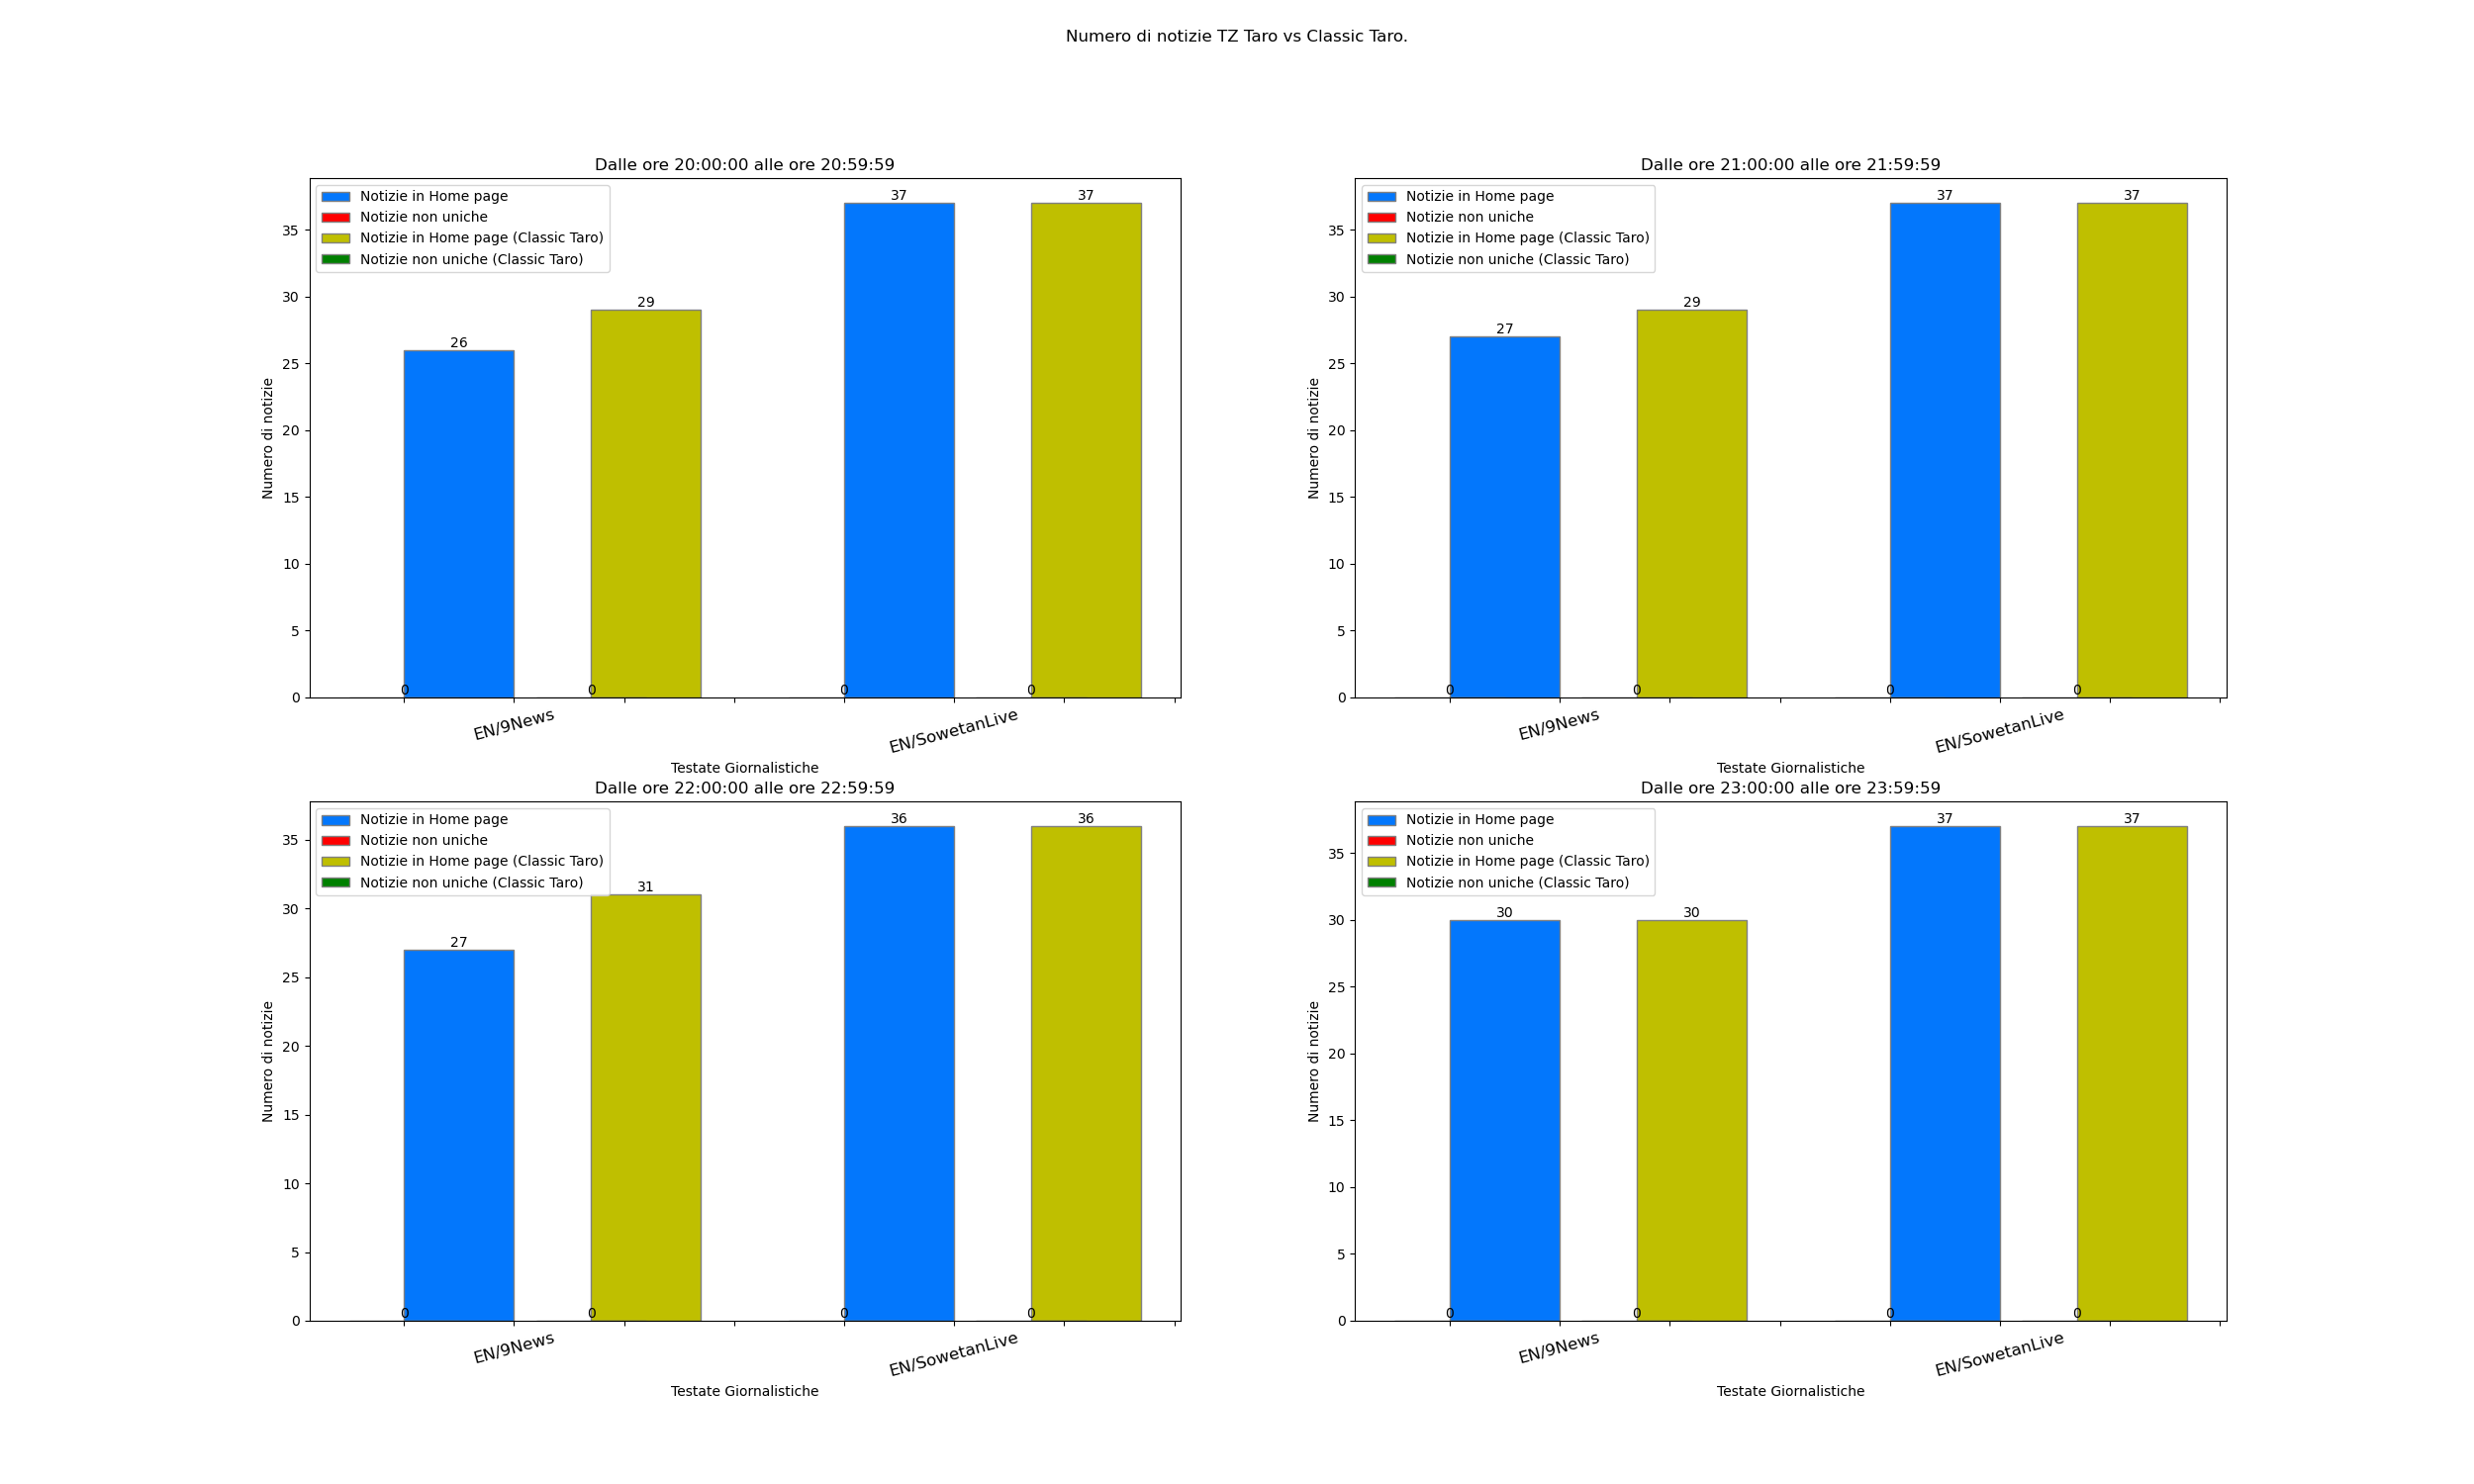 Numero di notizie TZ Taro vs Classic Taro.
Dalle ore 20:00:00 alle ore 20:59:59
Notizie in Home page
Notizie non uniche
Notizie in Home page (Classic Taro)
Notizie non uniche (Classic Taro)
37
37
29
26
0
0
0
0
35
30
25
20
15
10
5
0
Numero di notizie
EN/9News
EN/SowetanLive
Testate Giornalistiche
Dalle ore 21:00:00 alle ore 21:59:59
Notizie in Home page
Notizie non uniche
Notizie in Home page (Classic Taro)
Notizie non uniche (Classic Taro)
37
37
29
27
0
0
0
0
35
30
25
20
15
10
5
0
Numero di notizie
EN/9News
EN/SowetanLive
Testate Giornalistiche
Dalle ore 22:00:00 alle ore 22:59:59
Notizie in Home page
Notizie non uniche
Notizie in Home page (Classic Taro)
Notizie non uniche (Classic Taro)
36
36
31
27
0
0
0
0
35
30
25
20
15
10
5
0
Numero di notizie
EN/9News
EN/SowetanLive
Testate Giornalistiche
Dalle ore 23:00:00 alle ore 23:59:59
Notizie in Home page
Notizie non uniche
Notizie in Home page (Classic Taro)
Notizie non uniche (Classic Taro)
37
37
30
30
0
0
0
0
35
30
25
20
15
10
5
0
Numero di notizie
EN/9News
EN/SowetanLive
Testate Giornalistiche